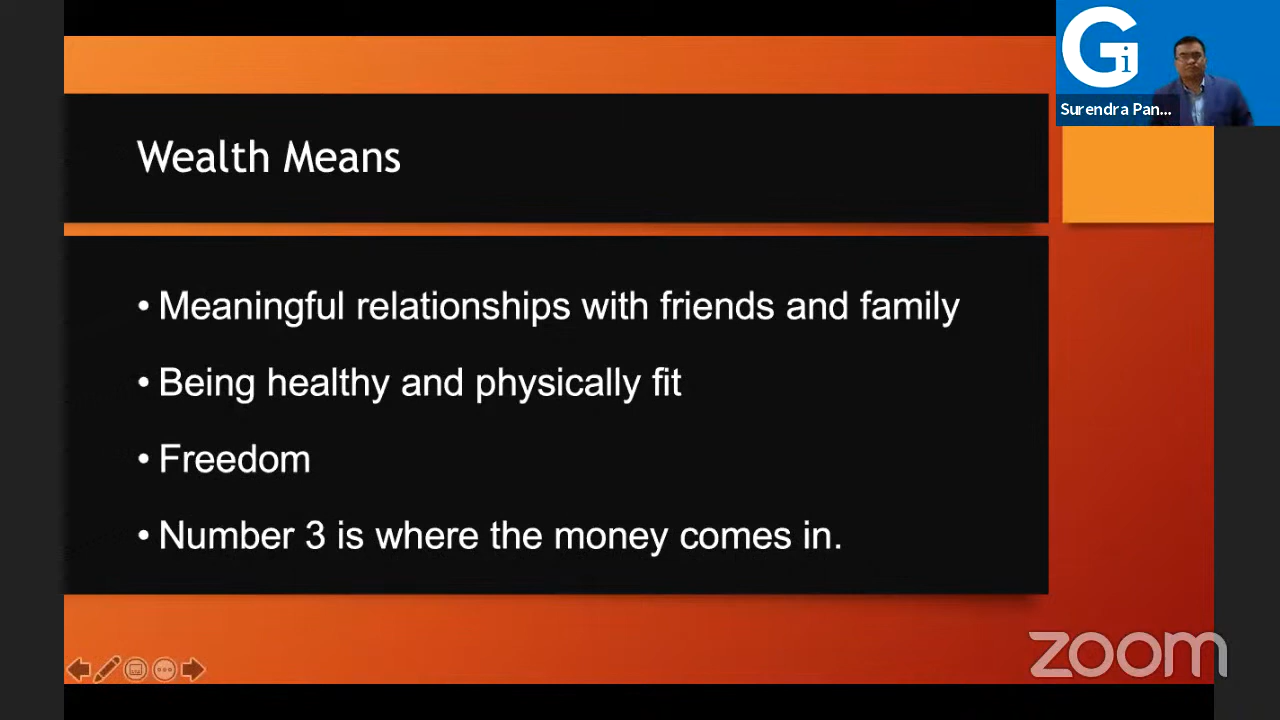 Gi
Surendra Pan...
Wealth Means
• Meaningful relationships with friends and family
• Being healthy and physically fit
• Freedom
• Number 3 is where the money comes in.
zoom